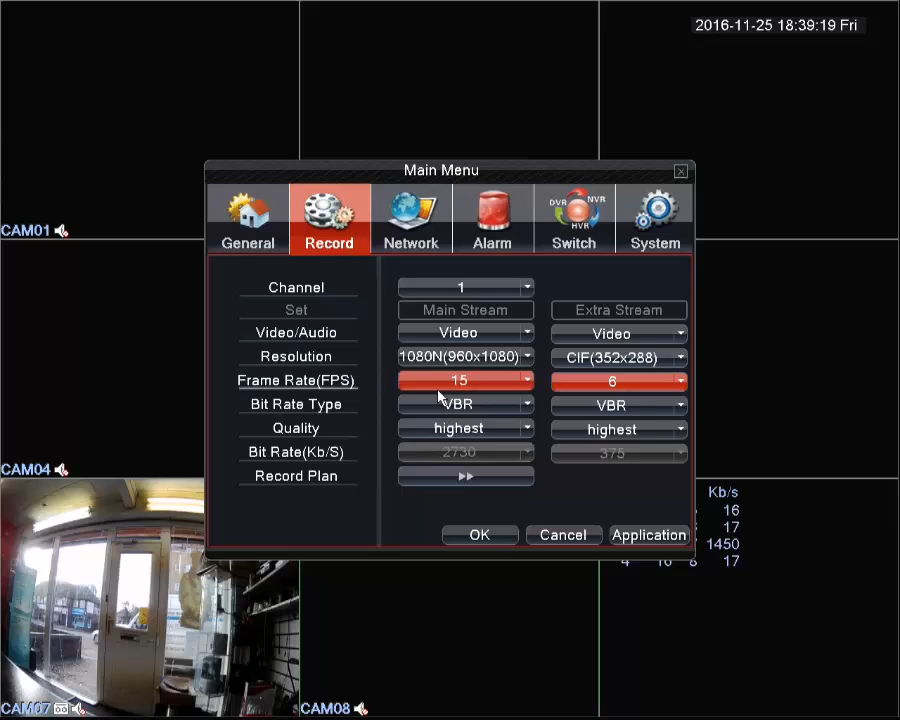 2016-11-25 18:39:19 Fri
Main Menu
General Record Network Alarm DVR NVR HVR Switch System
CAM01
Channel 1
Set Main Stream Extra Stream
Video/Audio Video Video
Resolution 1080N(960x1080) CIF(352x288)
Frame Rate(FPS) 15 6
Bit Rate Type VBR VBR
Quality highest highest
Bit Rate(Kb/S) 2730 375
Record Plan
CAM04
Kb/s
16
17
1450
17
OK Cancel Application
CAM07
CAM08